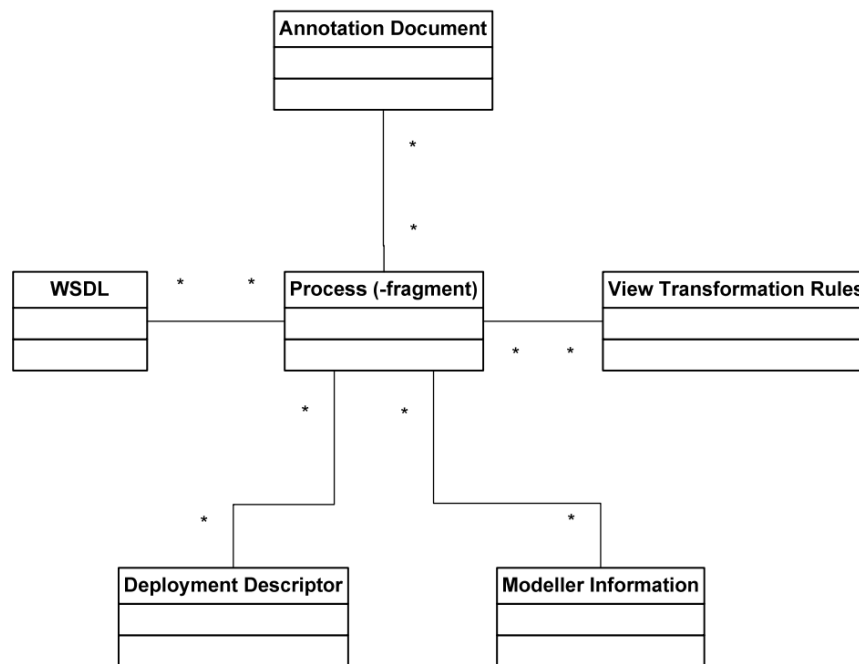 Annotation Document
*
*
* *
WSDL
Process (-fragment)
View Transformation Rules
* *
* *
* *
Deployment Descriptor
Modeller Information